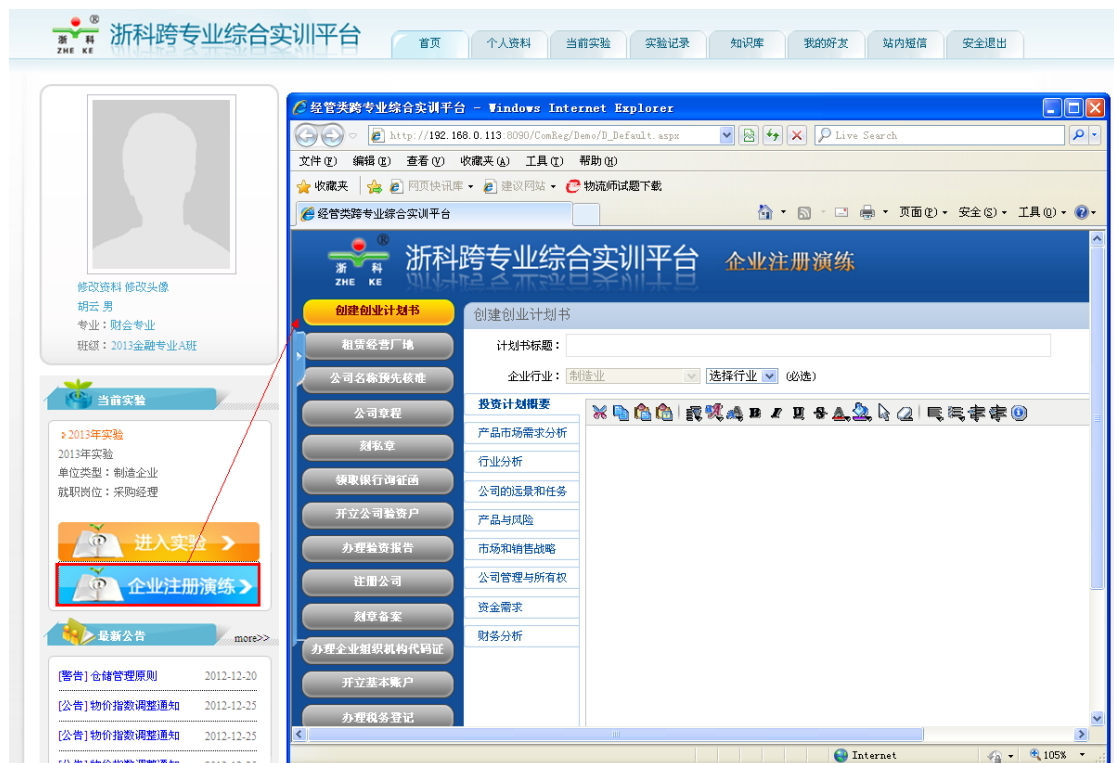 浙科 ®
ZHE KE
浙科跨专业综合实训平台
首页 个人资料 当前实验 实验记录 知识库 我的好友 站内短信 安全退出
修改资料 修改头像
胡云 男
专业：财会专业
班级：2013金融专业A班
当前实验
2013年实验
2013年实验
单位类型：制造企业
就职岗位：采购经理
进入实验
企业注册演练
最新公告 more>>
[警告] 仓储管理原则 2012-12-20
[公告] 物价指数调整通知 2012-12-25
[公告] 物价指数调整通知 2012-12-25
经管类跨专业综合实训平台 - Windows Internet Explorer
http://192.168.0.113:8090/ComReg/Demo/D_Default.aspx Live Search
文件(F) 编辑(E) 查看(V) 收藏夹(A) 工具(T) 帮助(H)
收藏夹 网页快讯库 建议网站 物流师试题下载
经管类跨专业综合实训平台 页面(P) 安全(S) 工具(O)
浙科 ®
ZHE KE
浙科跨专业综合实训平台 企业注册演练
创建创业计划书
租赁经营厂地
公司名称预先核准
公司章程
刻私章
领取银行询征函
开立公司验资户
办理验资报告
注册公司
刻章备案
办理企业组织机构代码证
开立基本账户
办理税务登记
创建创业计划书
计划书标题：
企业行业： 制造业 选择行业 (必选)
投资计划概要
产品市场需求分析
行业分析
公司的远景和任务
产品与风险
市场和销售战略
公司管理与所有权
资金需求
财务分析
Internet 105%